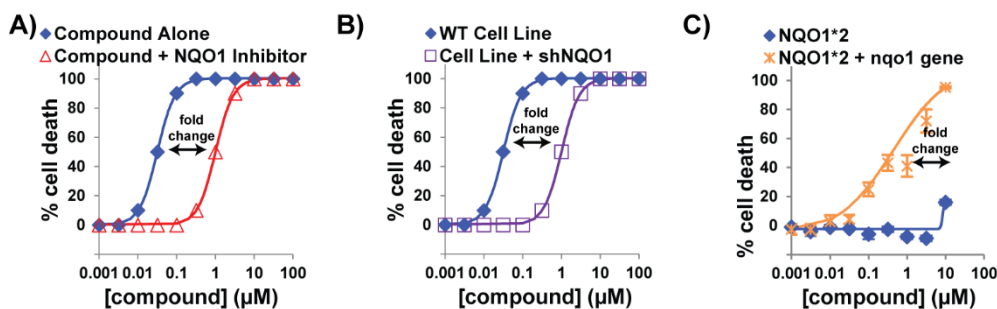 A)
Compound Alone
Compound + NQO1 Inhibitor
% cell death
100
80
60
40
20
0
fold
change
0.001 0.01 0.1 1 10 100
[compound] (µM)
B)
WT Cell Line
Cell Line + shNQO1
% cell death
100
80
60
40
20
0
fold
change
0.001 0.01 0.1 1 10 100
[compound] (µM)
C)
NQO1*2
NQO1*2 + nqo1 gene
% cell death
100
80
60
40
20
0
fold
change
0.001 0.01 0.1 1 10 100
[compound] (µM)